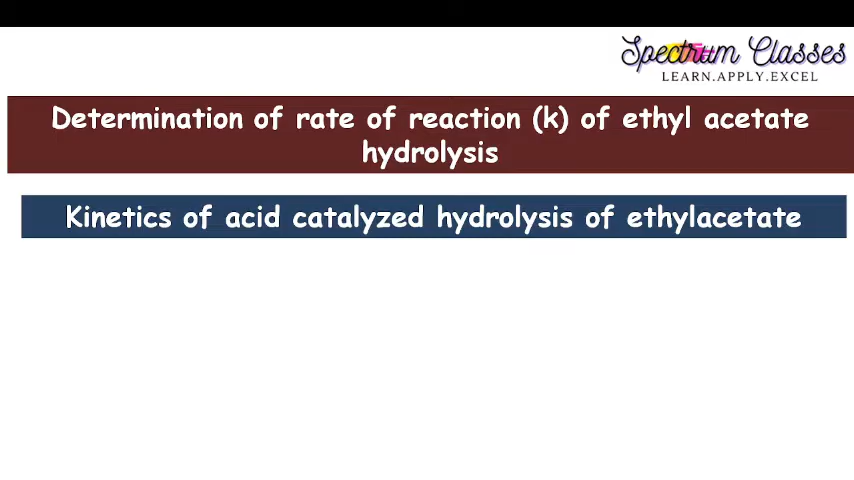 Spectrum Classes
LEARN.APPLY.EXCEL
Determination of rate of reaction (k) of ethyl acetate
hydrolysis
Kinetics of acid catalyzed hydrolysis of ethylacetate